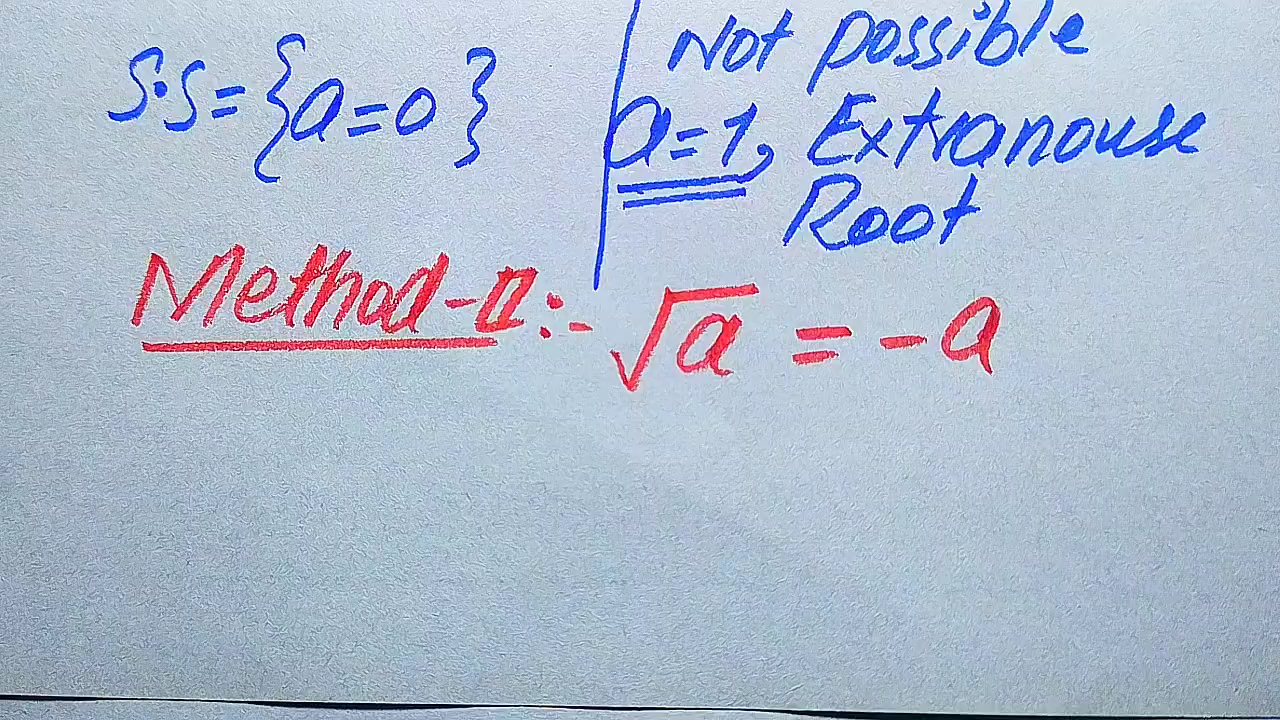 S.S = {a=0}
Not possible
a=1, Extranouse
Root
Method-II:- √a = -a